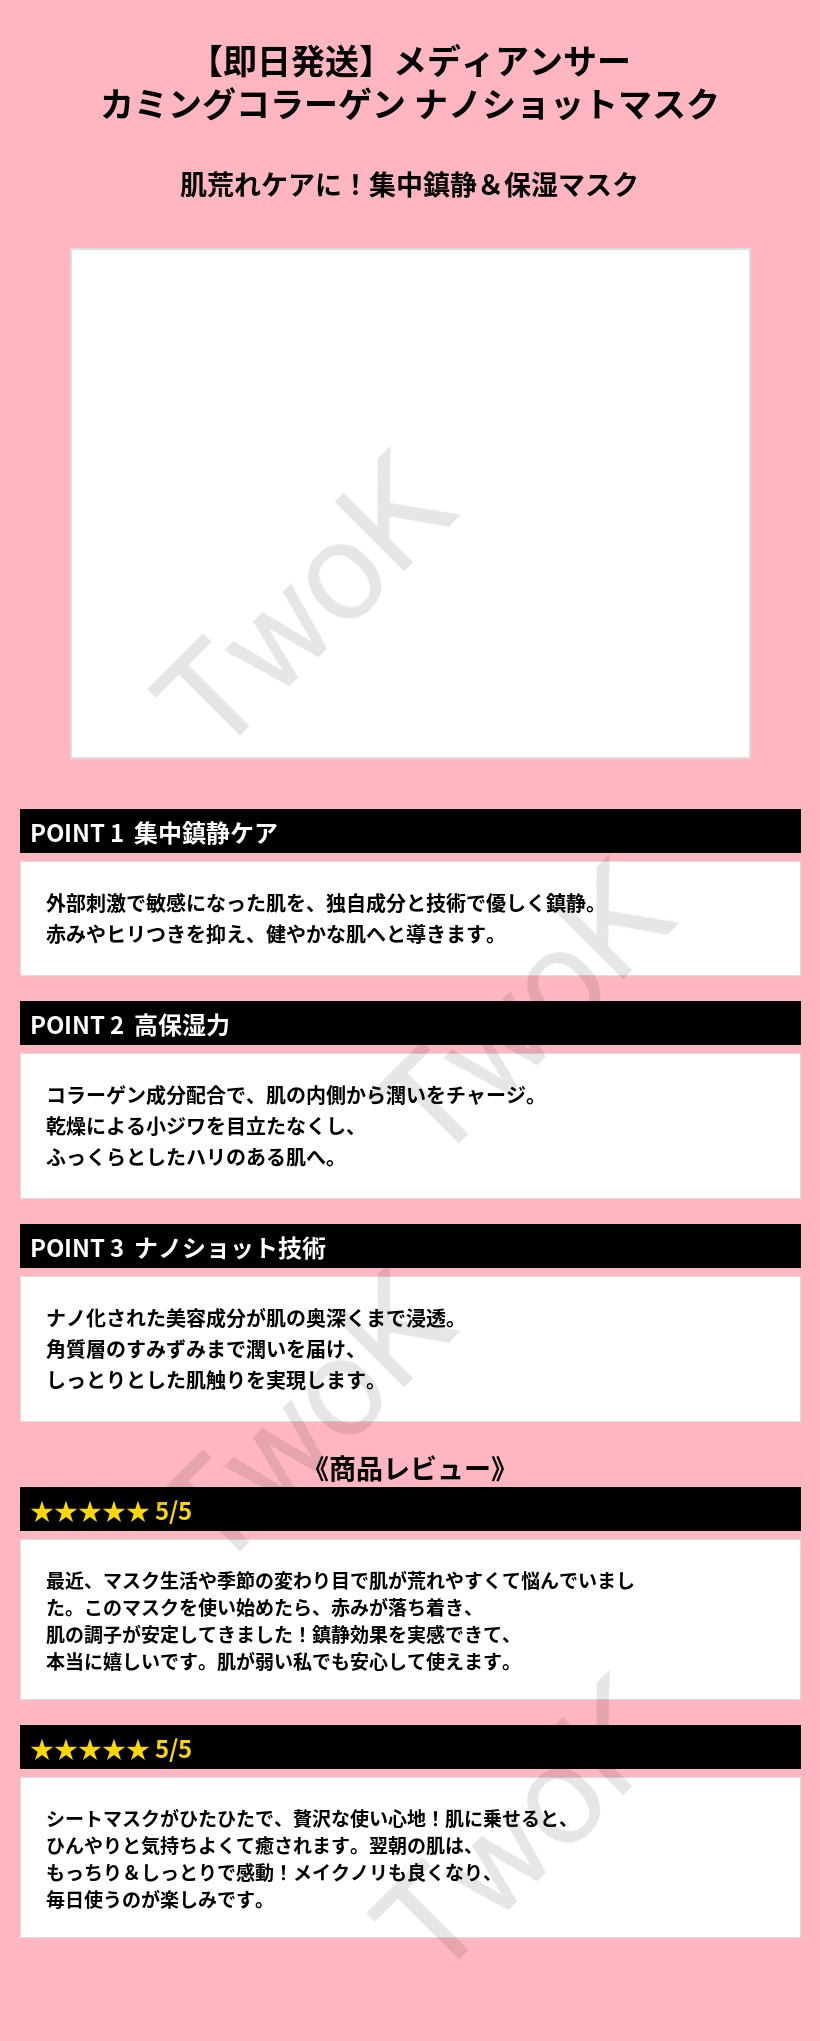 【即日発送】メディアンサー
カミングコラーゲン ナノショットマスク
肌荒れケアに！集中鎮静＆保湿マスク
TwoK
POINT 1 集中鎮静ケア
外部刺激で敏感になった肌を、独自成分と技術で優しく鎮静。
赤みやヒリつきを抑え、健やかな肌へと導きます。
TwoK
POINT 2 高保湿力
コラーゲン成分配合で、肌の内側から潤いをチャージ。
乾燥による小ジワを目立たなくし、
ふっくらとしたハリのある肌へ。
POINT 3 ナノショット技術
ナノ化された美容成分が肌の奥深くまで浸透。
角質層のすみずみまで潤いを届け、
しっとりとした肌触りを実現します。
TwoK
《商品レビュー》
★★★★★ 5/5
最近、マスク生活や季節の変わり目で肌が荒れやすくて悩んでいまし
た。このマスクを使い始めたら、赤みが落ち着き、
肌の調子が安定してきました！鎮静効果を実感できて、
本当に嬉しいです。肌が弱い私でも安心して使えます。
★★★★★ 5/5
シートマスクがひたひたで、贅沢な使い心地！肌に乗せると、
ひんやりと気持ちよくて癒されます。翌朝の肌は、
もっちり＆しっとりで感動！メイクノリも良くなり、
毎日使うのが楽しみです。
TwoK